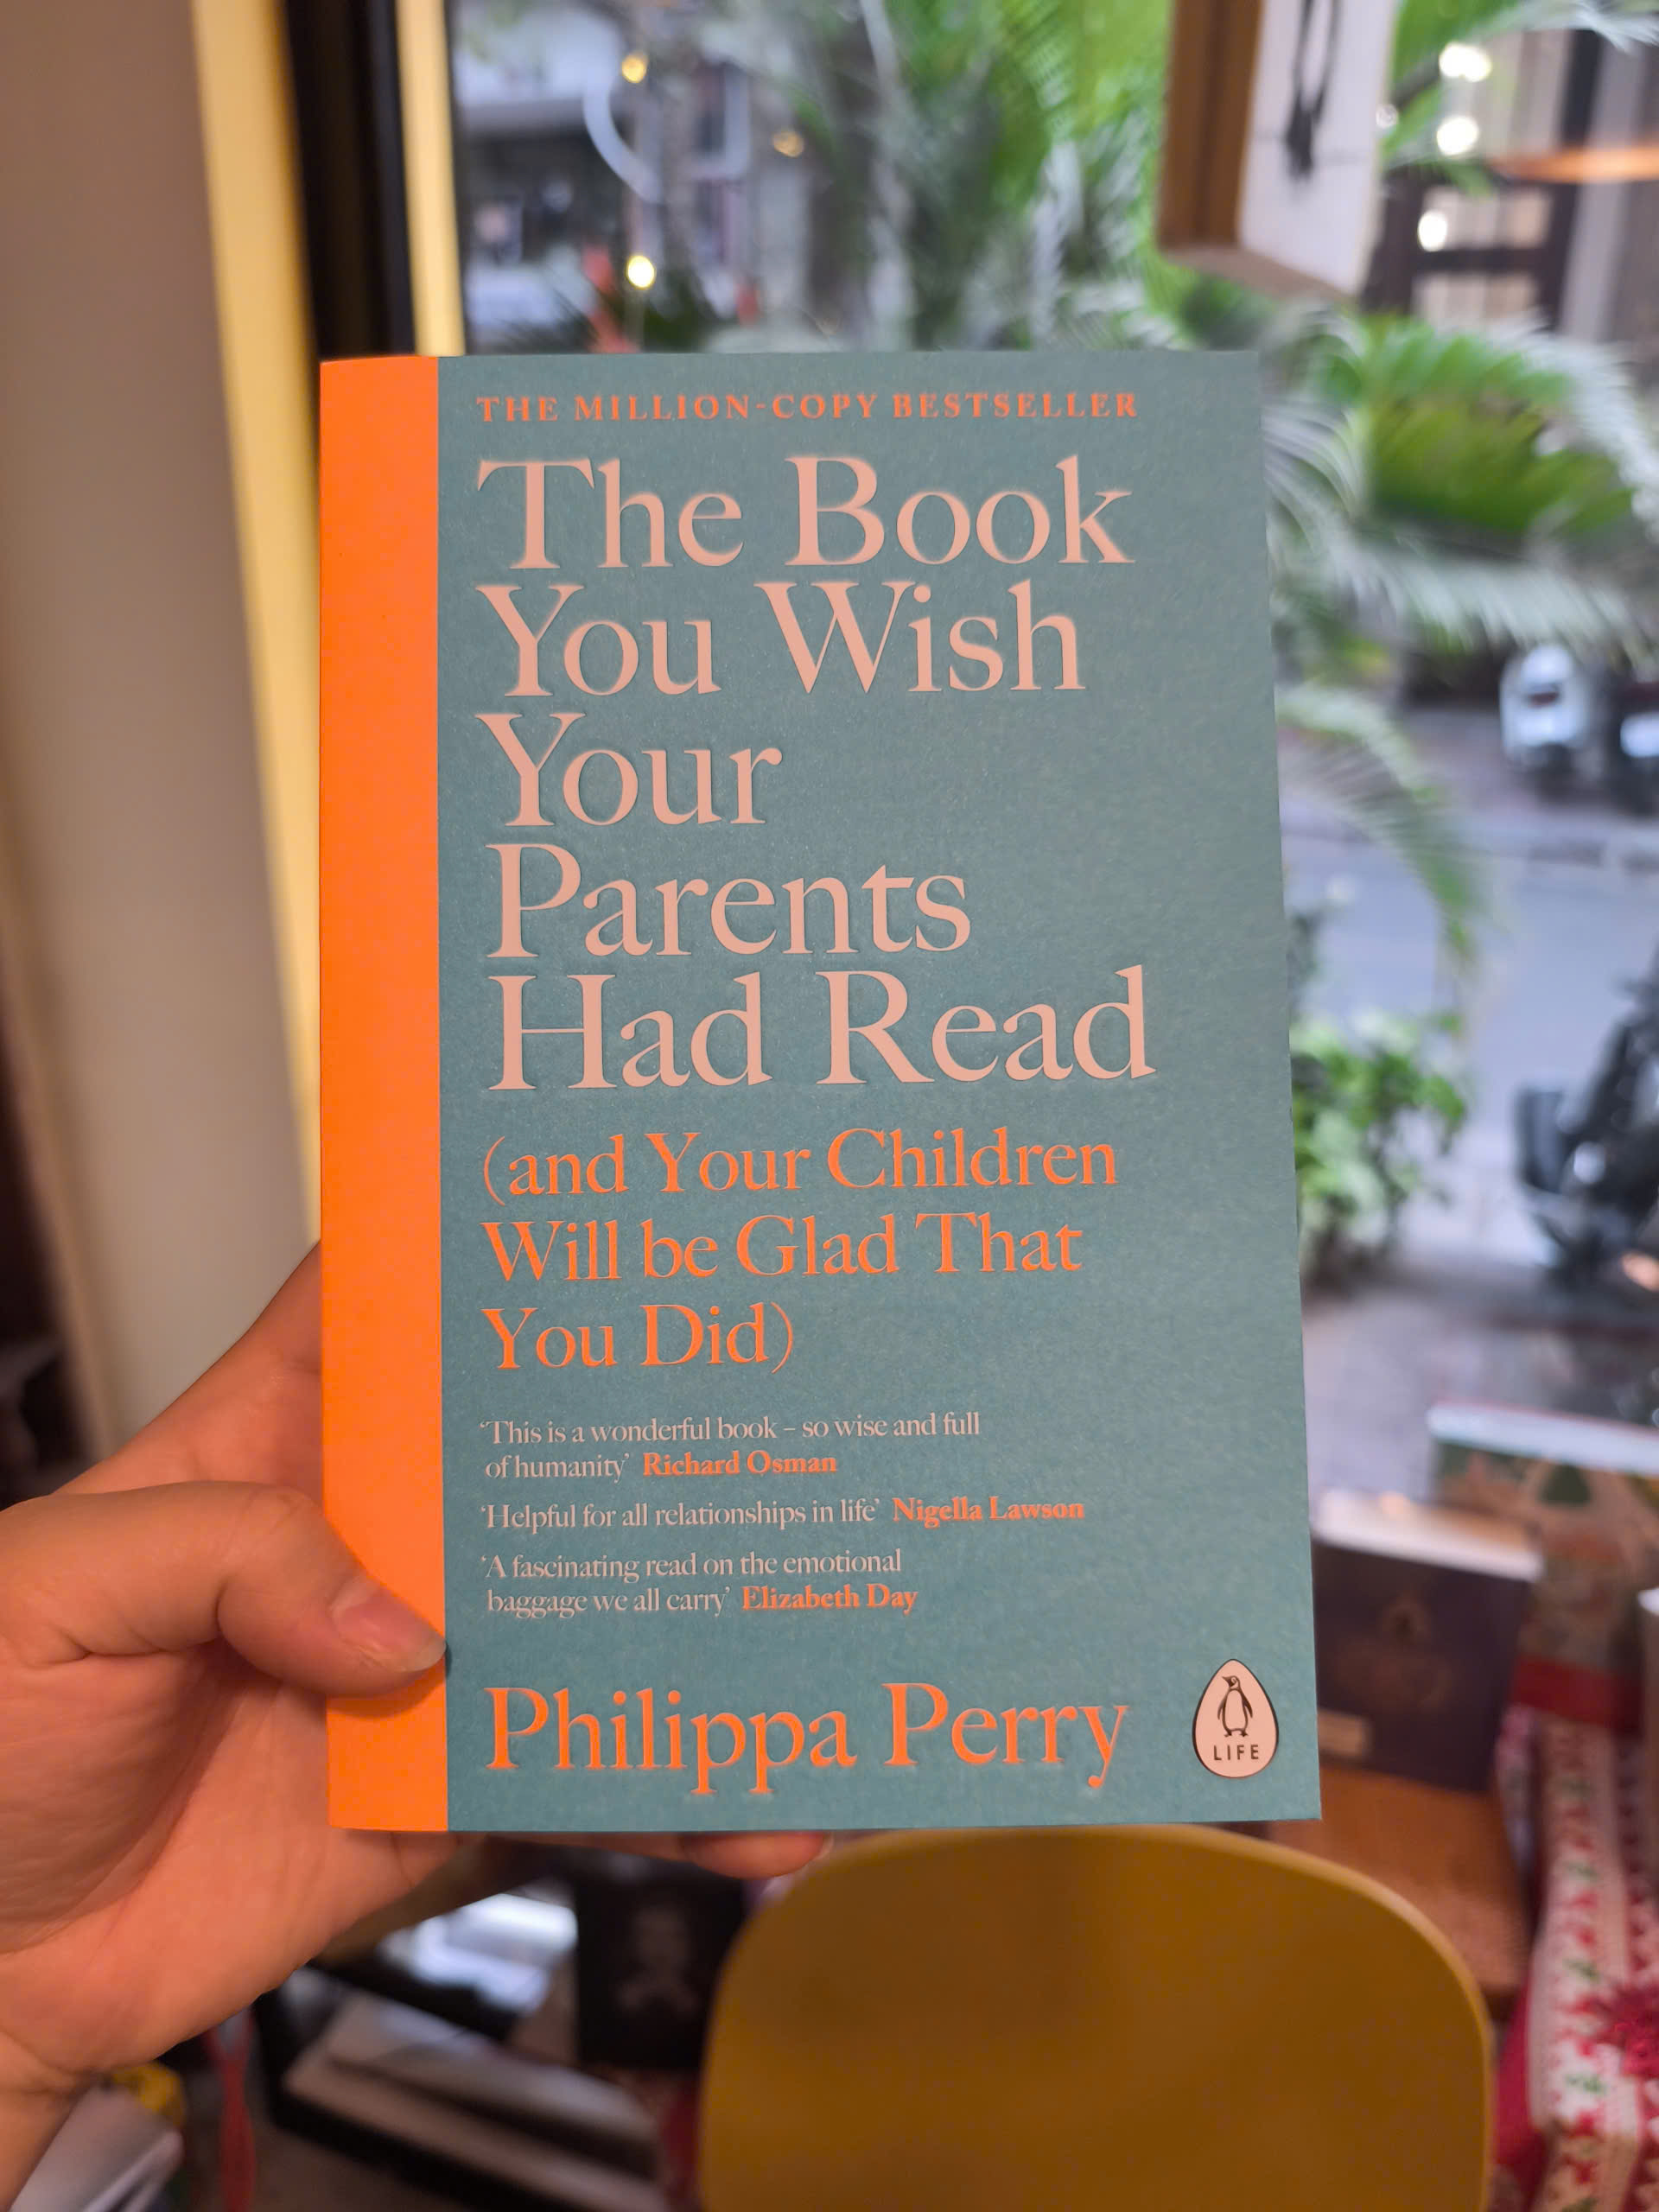 THE MILLION-COPY BESTSELLER
The Book
You Wish
Your
Parents
Had Read
(and Your Children
Will be Glad That
You Did)
‘This is a wonderful book – so wise and full
of humanity’ Richard Osman
‘Helpful for all relationships in life’ Nigella Lawson
‘A fascinating read on the emotional
baggage we all carry’ Elizabeth Day
Philippa Perry
LIFE